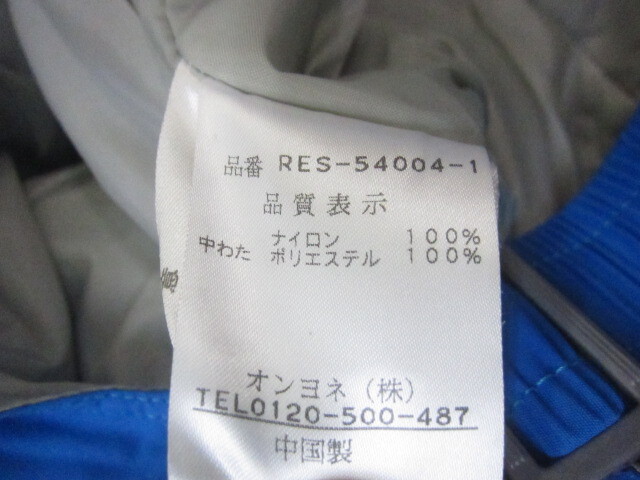 品番 RES-54004-1
品質表示
ナイロン 100%
中わた ポリエステル 100%
オンヨネ(株)
TEL0120-500-487
中国製